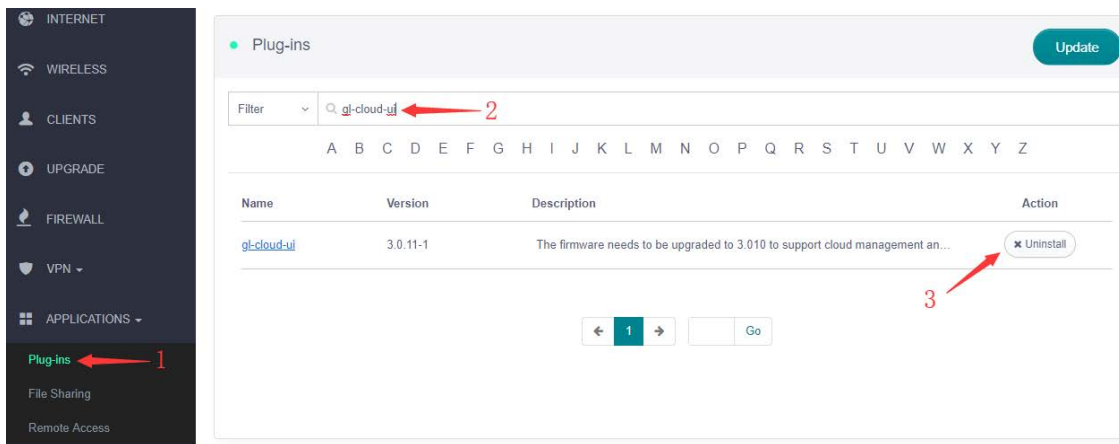 INTERNET
WIRELESS
CLIENTS
UPGRADE
FIREWALL
VPN
APPLICATIONS
Plug-ins
1
File Sharing
Remote Access
Plug-ins
Update
Filter
gl-cloud-ui
2
A B C D E F G H I J K L M N O P Q R S T U V W X Y Z
Name Version Description Action
gl-cloud-ui 3.0.11-1 The firmware needs to be upgraded to 3.010 to support cloud management an... Uninstall
3
1 Go